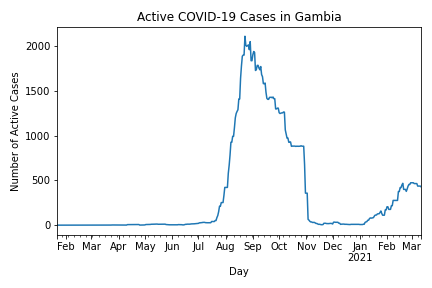 Active COVID-19 Cases in Gambia
Number of Active Cases
2000
1500
1000
500
0
Feb Mar Apr May Jun Jul Aug Sep Oct Nov Dec Jan Feb Mar
2021
Day